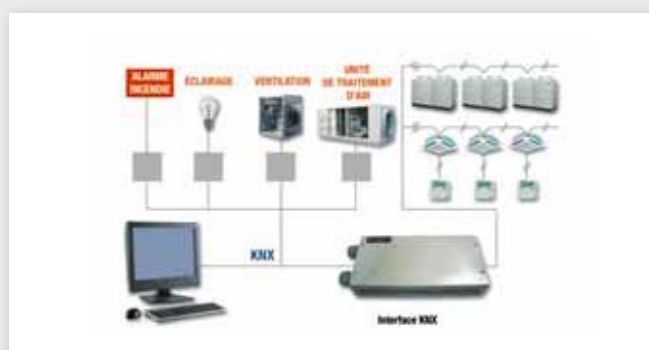 ALARME
INCENDIE
ÉCLAIRAGE
VENTILATION
UNITÉ
DE TRAITEMENT
D'AIR
KNX
Interface KNX